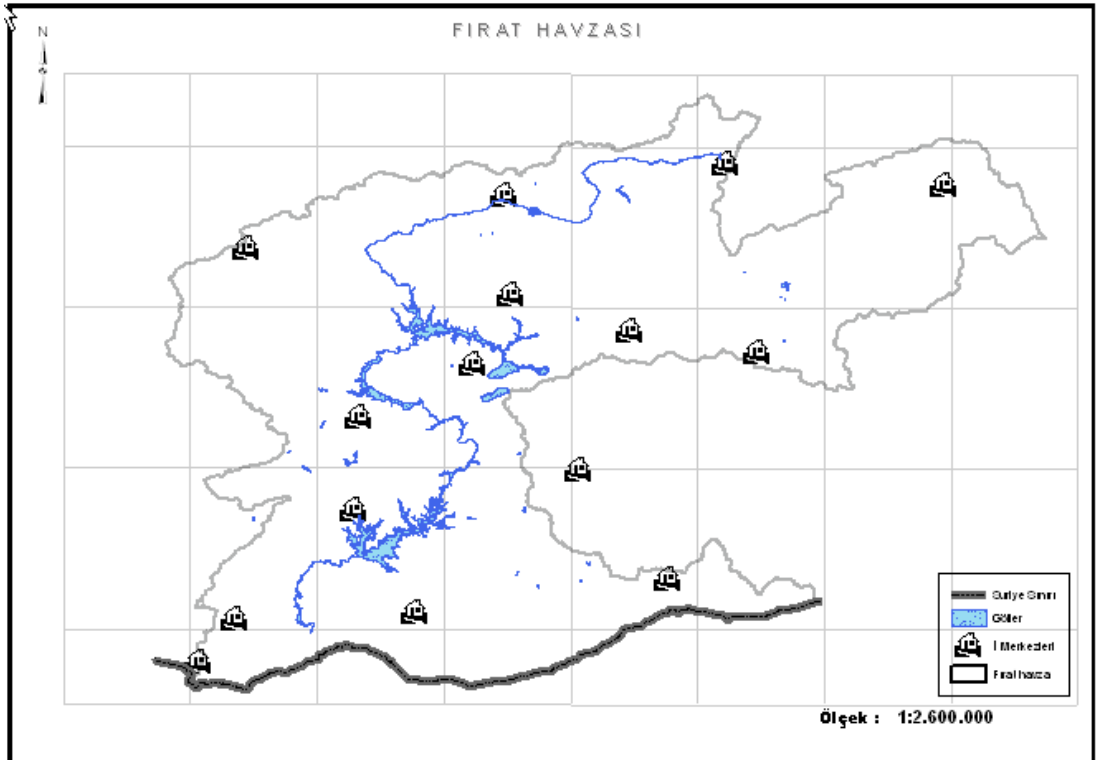 FIRAT HAVZASI
N
Suriye Sınırı
Göller
İl Merkezleri
Fırat havza
Ölçek : 1:2.600.000